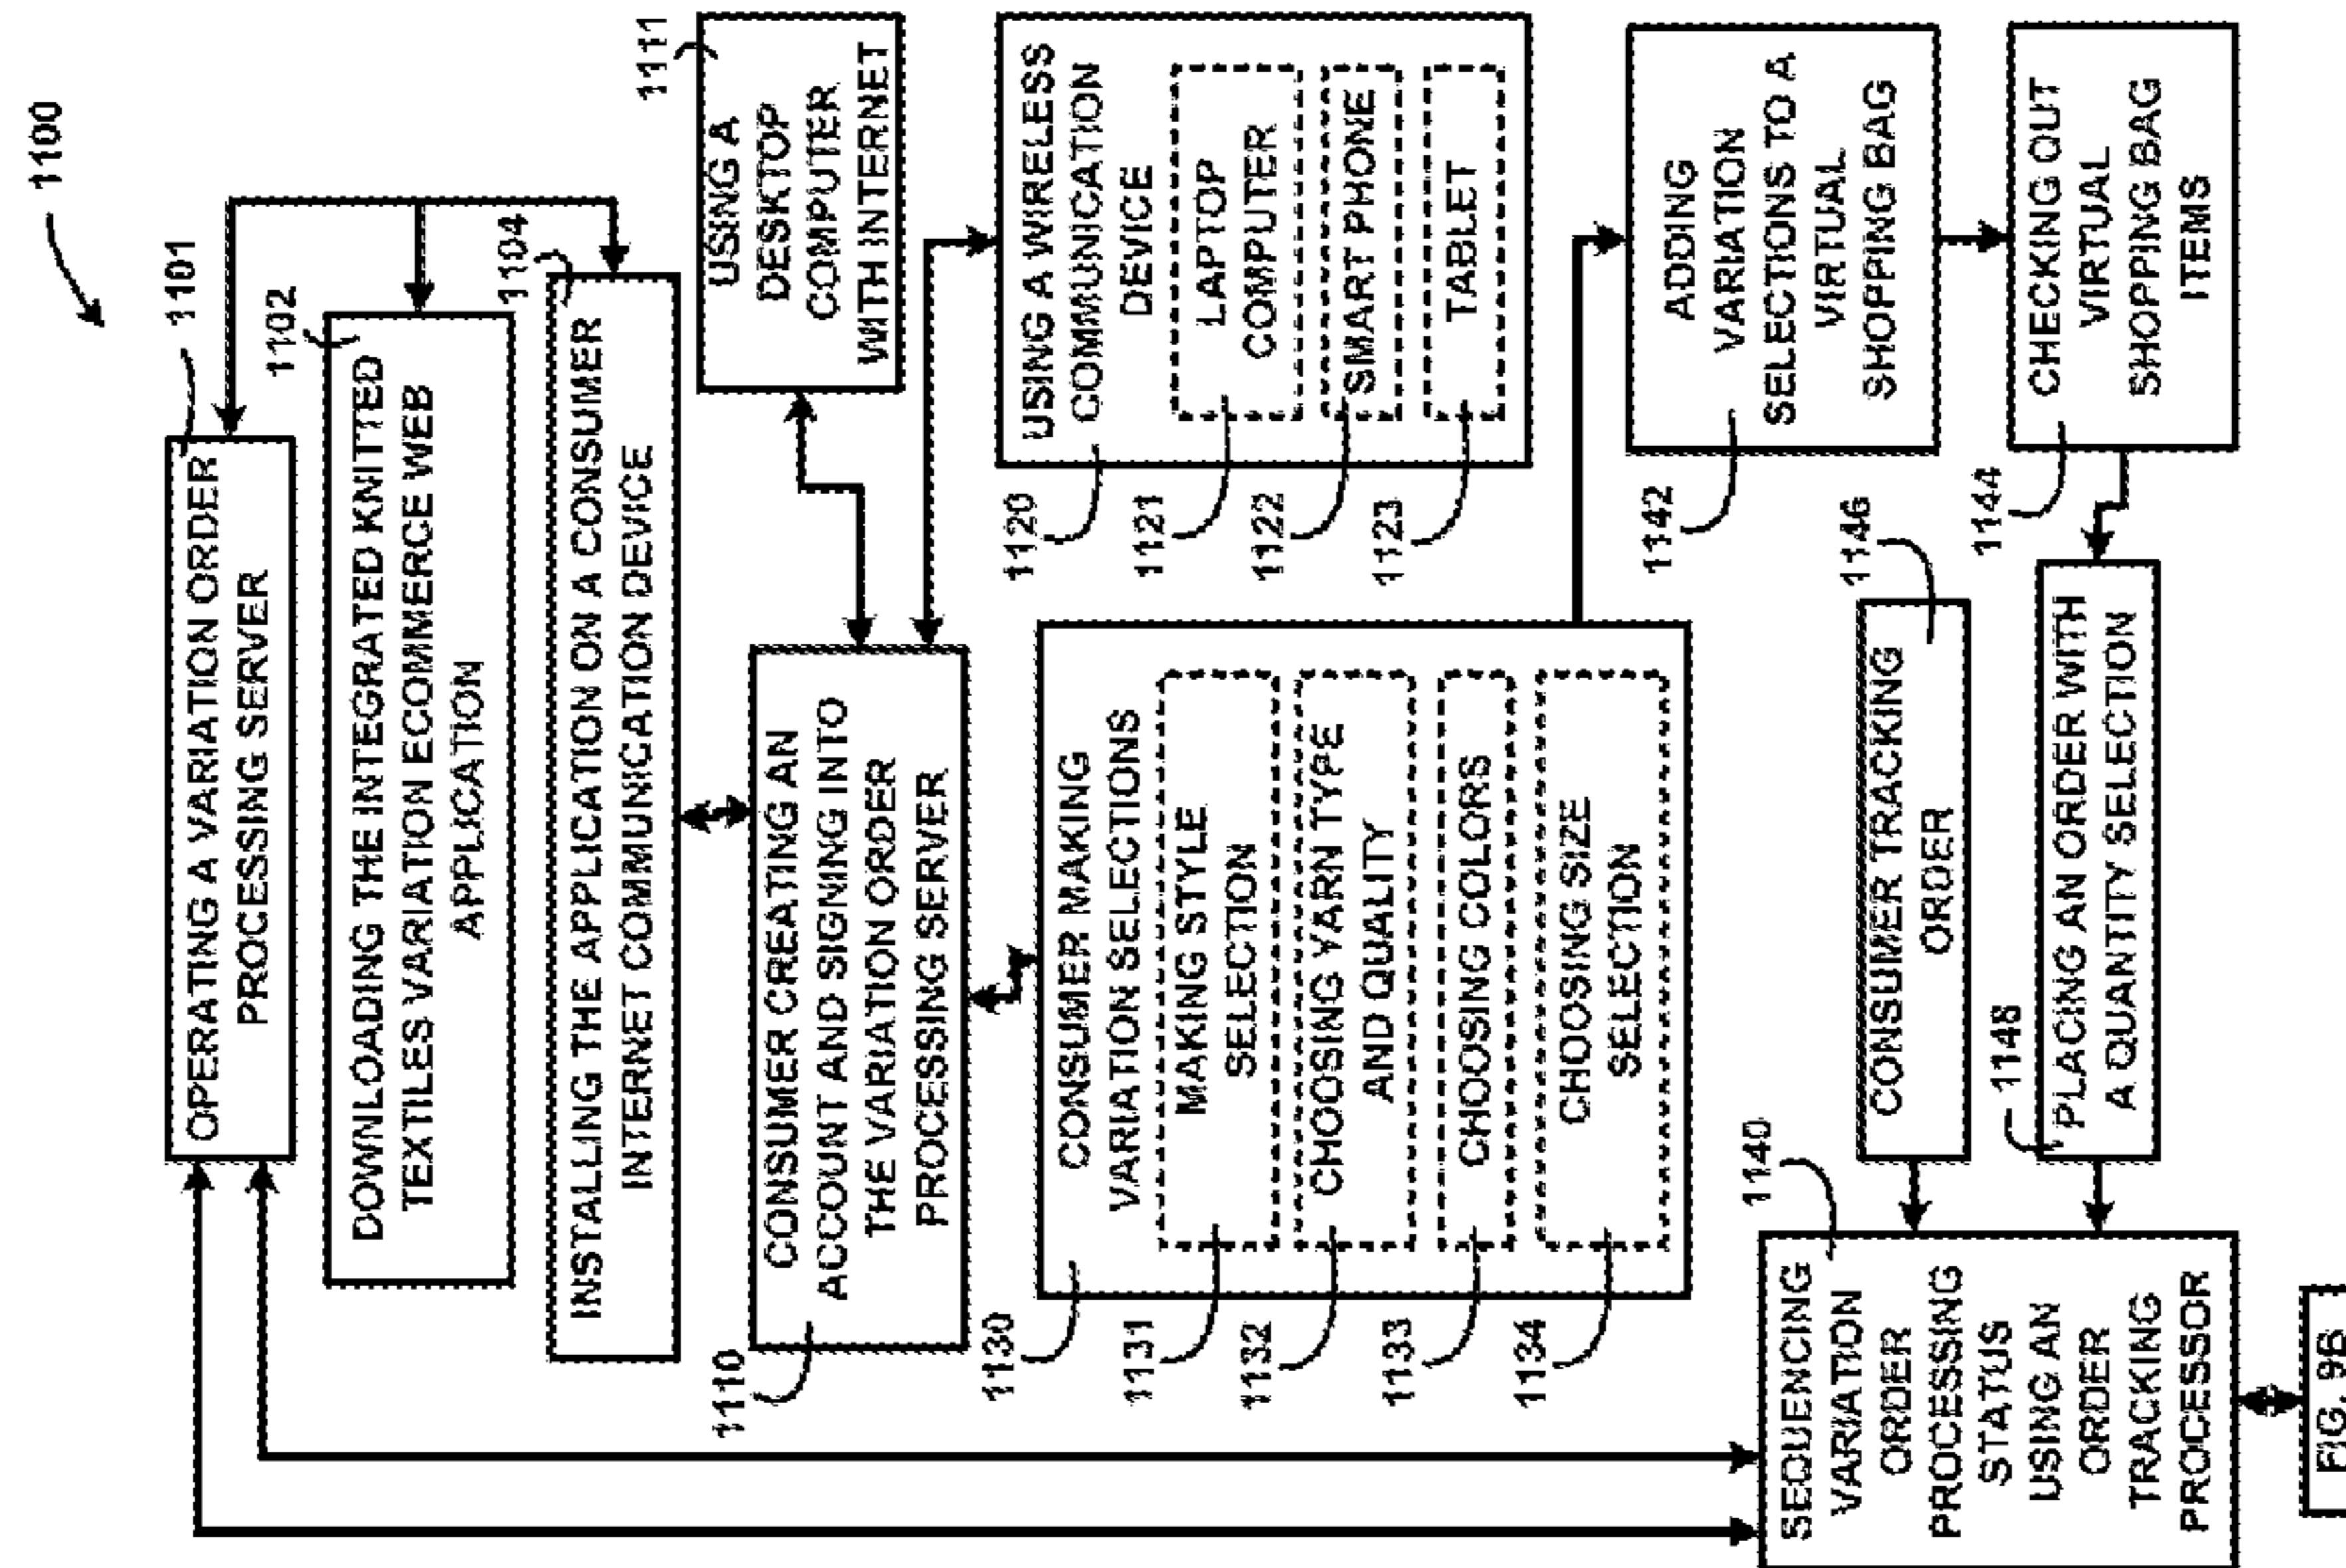 1100
OPERATING A VARIATION ORDER
PROCESSING SERVER
1101
1102
DOWNLOADING THE INTEGRATED KNITTED
TEXTILES VARIATION ECOMMERCE WEB
APPLICATION
1104
INSTALLING THE APPLICATION ON A CONSUMER
INTERNET COMMUNICATION DEVICE
1110
CONSUMER CREATING AN
ACCOUNT AND SIGNING INTO
THE VARIATION ORDER
PROCESSING SERVER
1111
USING A
DESKTOP
COMPUTER
WITH INTERNET
1120
USING A WIRELESS
COMMUNICATION
DEVICE
1121
LAPTOP
COMPUTER
1122
SMART PHONE
1123
TABLET
1130
CONSUMER MAKING
VARIATION SELECTIONS
1131
MAKING STYLE
SELECTION
1132
CHOOSING YARN TYPE
AND QUALITY
1133
CHOOSING COLORS
1134
CHOOSING SIZE
SELECTION
1142
ADDING
VARIATION
SELECTIONS TO A
VIRTUAL
SHOPPING BAG
1144
CHECKING OUT
VIRTUAL
SHOPPING BAG
ITEMS
1146
CONSUMER TRACKING
ORDER
1148
PLACING AN ORDER WITH
A QUANTITY SELECTION
1140
SEQUENCING
VARIATION
ORDER
PROCESSING
STATUS
USING AN
ORDER
TRACKING
PROCESSOR
FIG. 9B